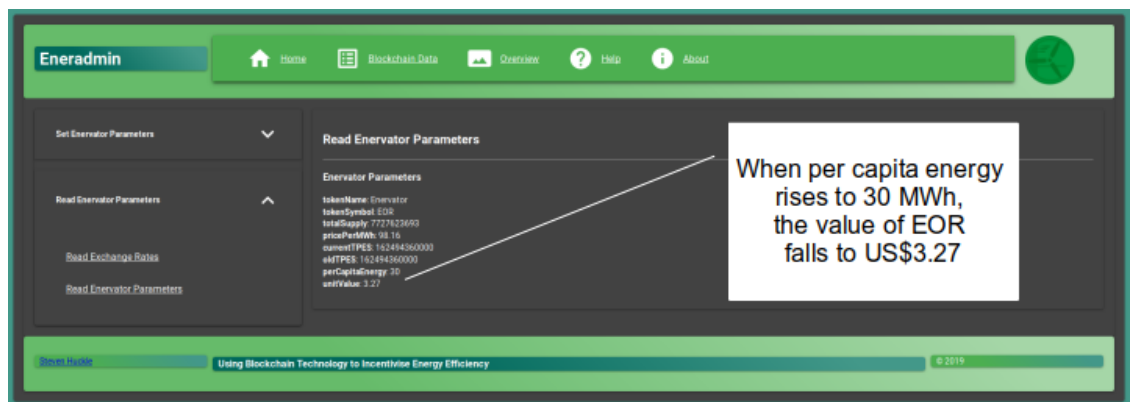 Eneradmin
Home
Blockchain Data
Overview
Help
About
Set Enervator Parameters
Read Enervator Parameters
Read Exchange Rates
Read Enervator Parameters
Read Enervator Parameters
Enervator Parameters
tokenName: Enervator
tokenSymbol: EOR
totalSupply: 7727623693
pricePerMWh: 98.16
currentTPES: 162494360000
oldTPES: 162494360000
perCapitaEnergy: 30
unitValue: 3.27
When per capita energy
rises to 30 MWh,
the value of EOR
falls to US$3.27
Steven Huckle
Using Blockchain Technology to Incentivise Energy Efficiency
© 2019